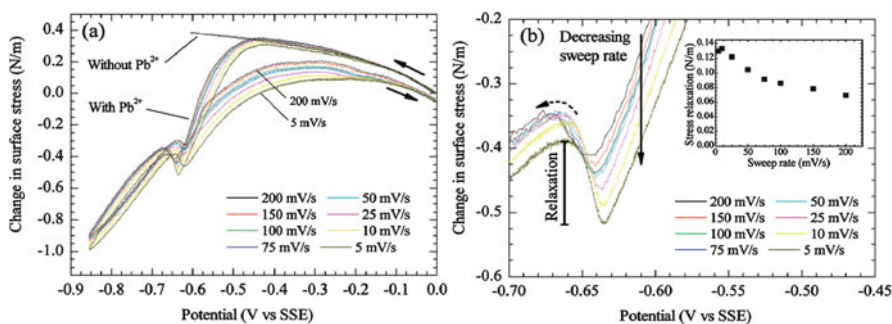 (a)
Without Pb²⁺
With Pb²⁺
200 mV/s
5 mV/s
200 mV/s
150 mV/s
100 mV/s
75 mV/s
50 mV/s
25 mV/s
10 mV/s
5 mV/s
0.4
0.2
0.0
-0.2
-0.4
-0.6
-0.8
-1.0
Change in surface stress (N/m)
-0.9 -0.8 -0.7 -0.6 -0.5 -0.4 -0.3 -0.2 -0.1 0.0
Potential (V vs SSE)
(b)
Decreasing
sweep rate
Relaxation
200 mV/s
150 mV/s
100 mV/s
75 mV/s
50 mV/s
25 mV/s
10 mV/s
5 mV/s
-0.2
-0.3
-0.4
-0.5
-0.6
Change in surface stress (N/m)
-0.70 -0.65 -0.60 -0.55 -0.50 -0.45
Potential (V vs SSE)
0.14
0.12
0.10
0.08
0.06
0.04
0.02
0.00
Stress relaxation (N/m)
0 50 100 150 200
Sweep rate (mV/s)